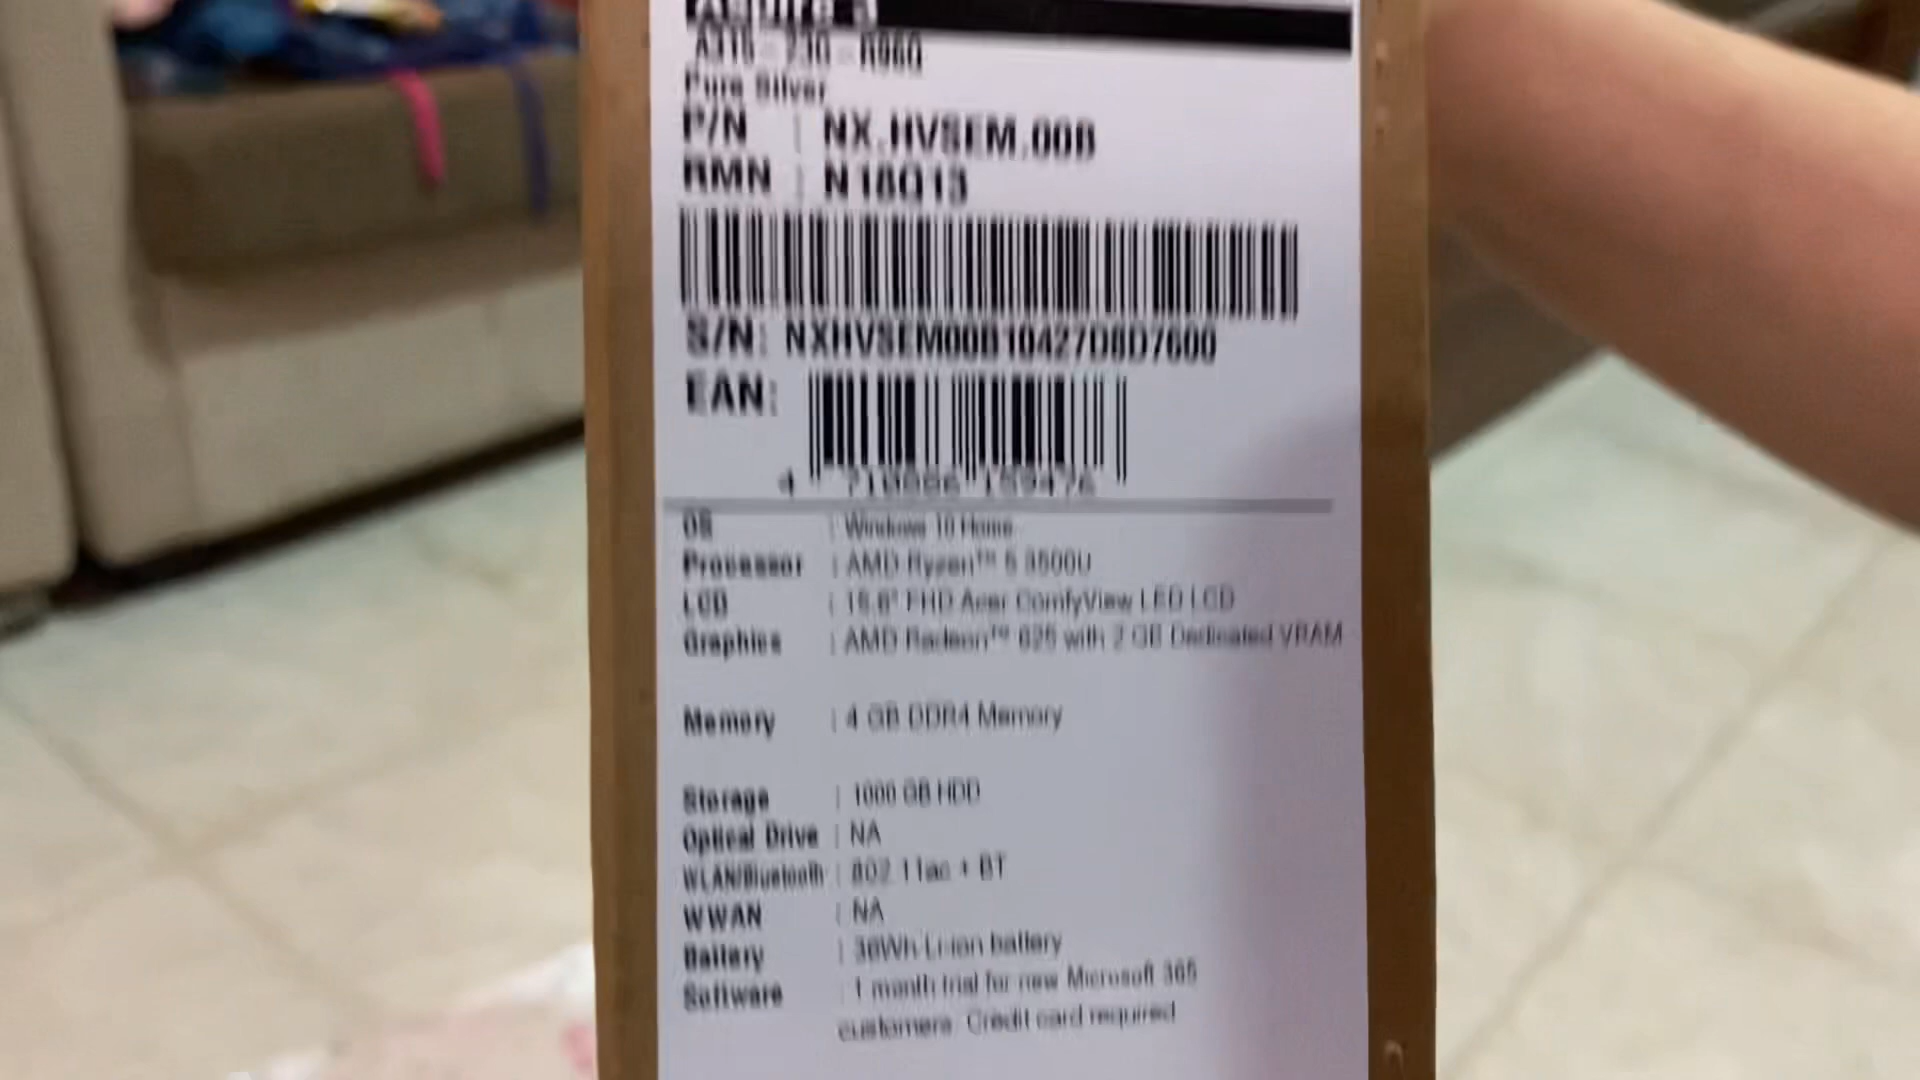 Pure Silver
P/N : NX.HVSEM.00B
RMN : N18Q13
S/N: NXHVSEM00B10427D8D7600
EAN:
OS : Windows 10 Home
Processor : AMD Ryzen™ 5 3500U
LCD : 15.6" FHD Acer ComfyView LED LCD
Graphics : AMD Radeon™ 625 with 2 GB Dedicated VRAM
Memory : 4 GB DDR4 Memory
Storage : 1000 GB HDD
Optical Drive : NA
WLAN/Bluetooth : 802.11ac + BT
WWAN : NA
Battery : 36Wh Li-ion battery
Software : 1 month trial for new Microsoft 365
customers. Credit card required